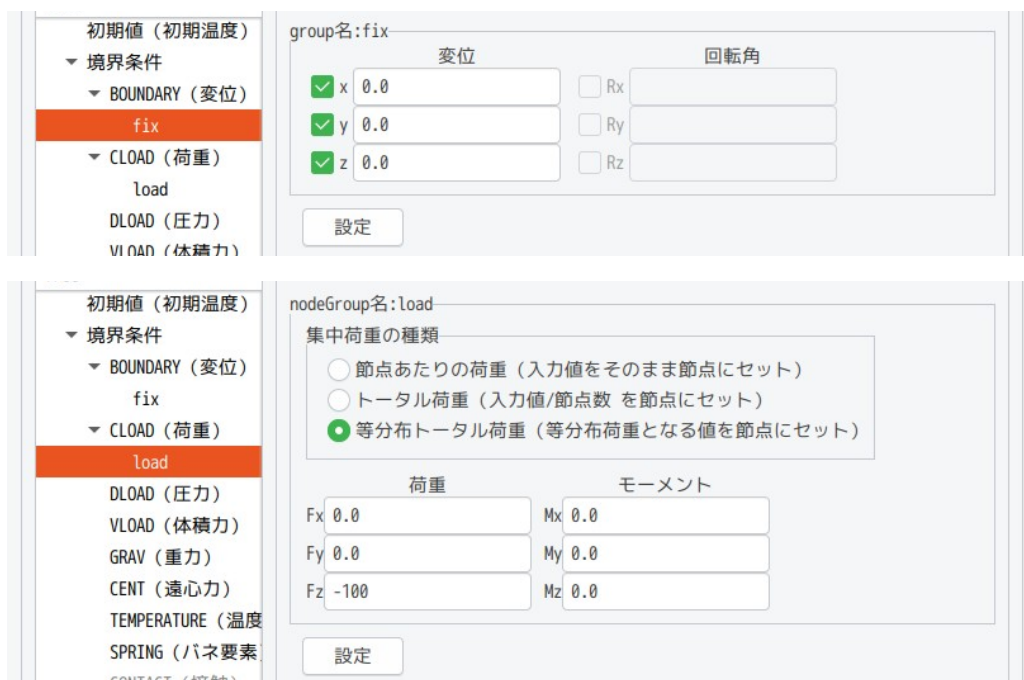 初期値（初期温度）
境界条件
BOUNDARY（変位）
fix
CLOAD（荷重）
load
DLOAD（圧力）
VLOAD（体積力）
group名:fix
変位
回転角
x 0.0
Rx
y 0.0
Ry
z 0.0
Rz
設定
初期値（初期温度）
境界条件
BOUNDARY（変位）
fix
CLOAD（荷重）
load
DLOAD（圧力）
VLOAD（体積力）
GRAV（重力）
CENT（遠心力）
TEMPERATURE（温度
SPRING（バネ要素
CONTACT（接触）
nodeGroup名:load
集中荷重の種類
節点あたりの荷重（入力値をそのまま節点にセット）
トータル荷重（入力値/節点数 を節点にセット）
等分布トータル荷重（等分布荷重となる値を節点にセット）
荷重
モーメント
Fx 0.0
Mx 0.0
Fy 0.0
My 0.0
Fz -100
Mz 0.0
設定